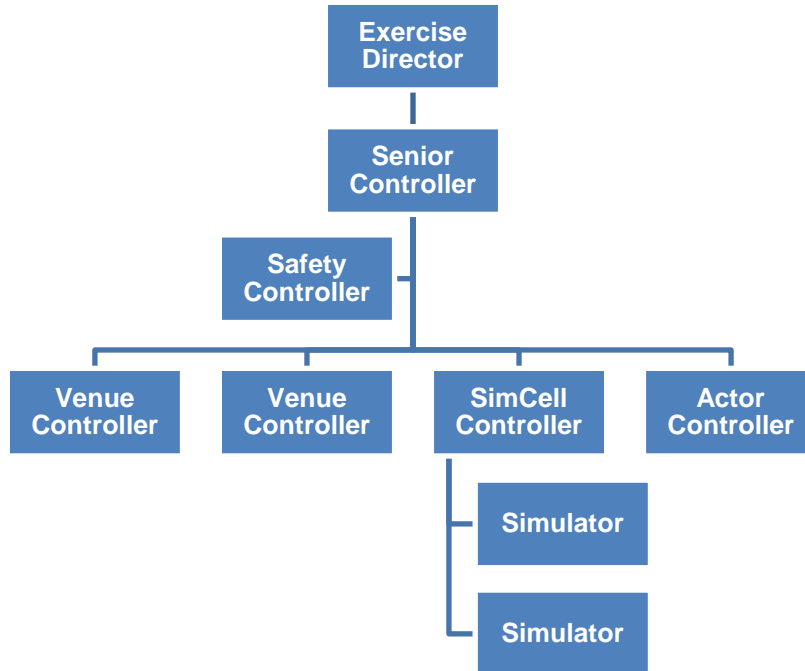 Exercise
Director
Senior
Controller
Safety
Controller
Venue
Controller
Venue
Controller
SimCell
Controller
Actor
Controller
Simulator
Simulator